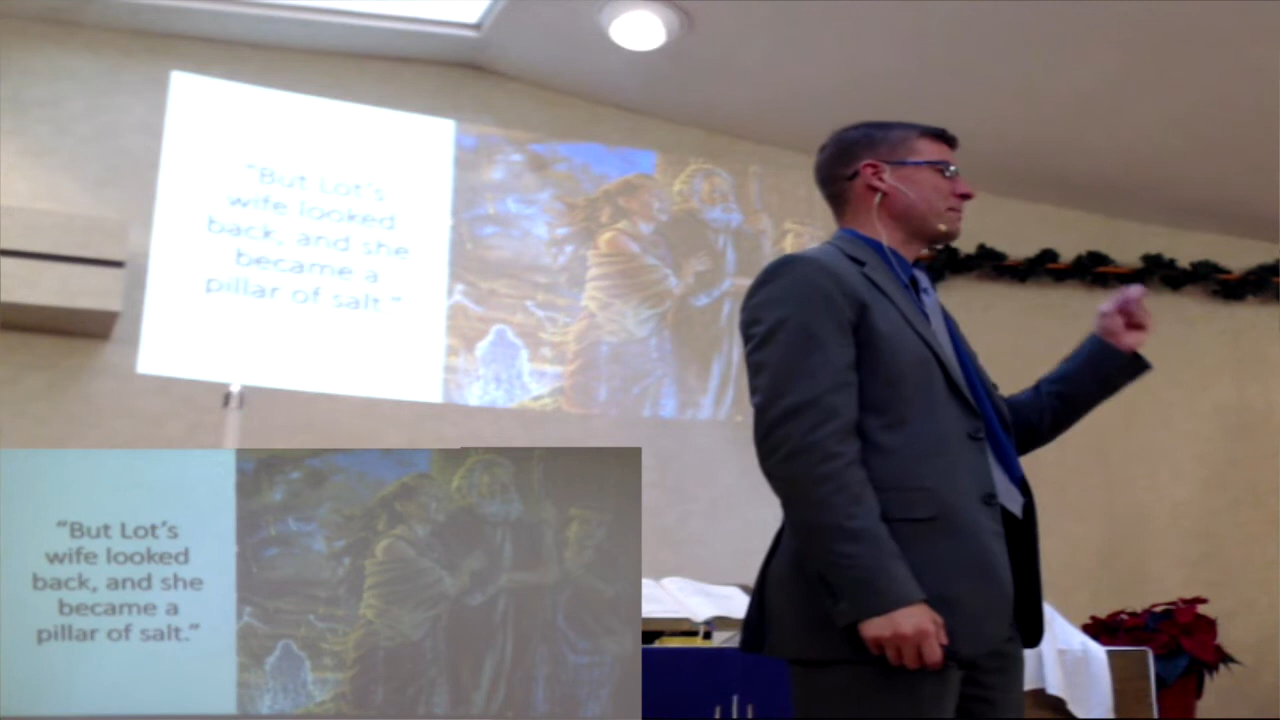 "But Lot's
wife looked
back, and she
became a
pillar of salt."
“But Lot’s
wife looked
back, and she
became a
pillar of salt.”